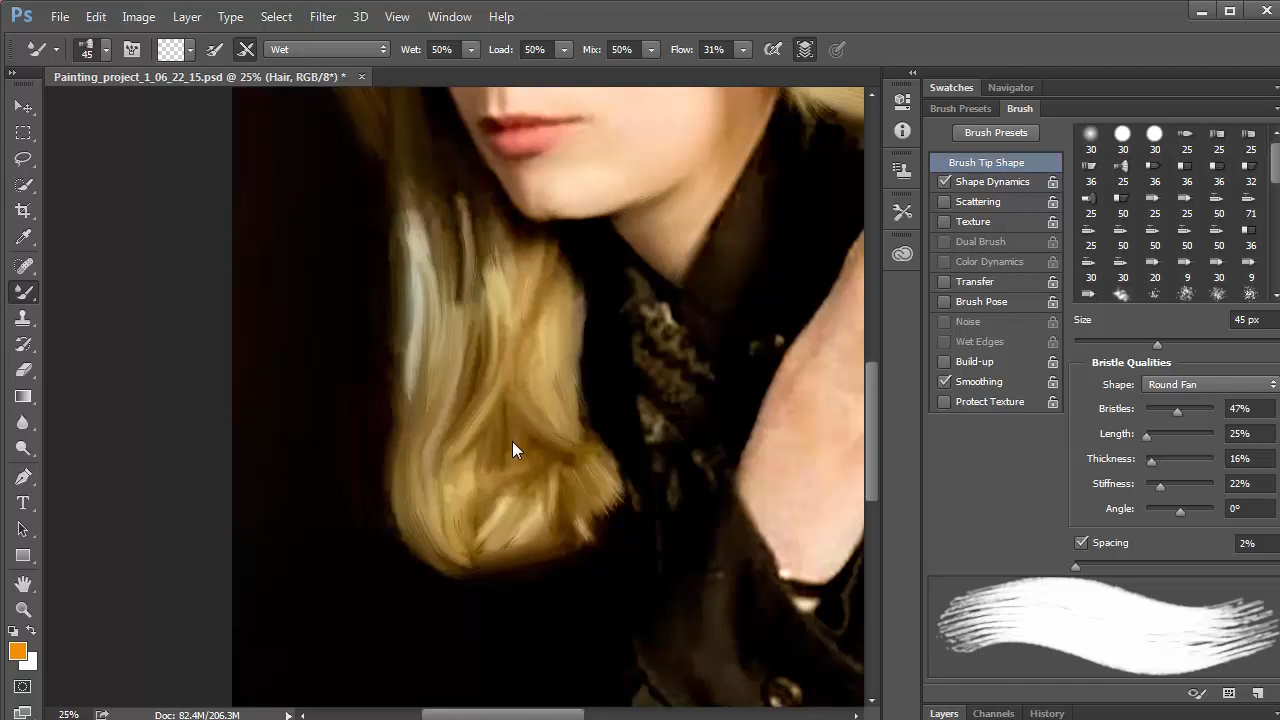 Ps File Edit Image Layer Type Select Filter 3D View Window Help
45 Wet Wet: 50% Load: 50% Mix: 50% Flow: 31%
Painting_project_1_06_22_15.psd @ 25% (Hair, RGB/8*) * ×
Swatches Navigator
Brush Presets Brush
Brush Presets
Brush Tip Shape
Shape Dynamics
Scattering
Texture
Dual Brush
Color Dynamics
Transfer
Brush Pose
Noise
Wet Edges
Build-up
Smoothing
Protect Texture
30 30 30 25 25 25
36 25 36 36 36 32
25 50 25 25 50 71
25 50 50 50 50 36
30 30 20 9 30 9
Size 45 px
Bristle Qualities
Shape: Round Fan
Bristles: 47%
Length: 25%
Thickness: 16%
Stiffness: 22%
Angle: 0°
Spacing 2%
T
25% Doc: 82.4M/206.3M
Layers Channels History